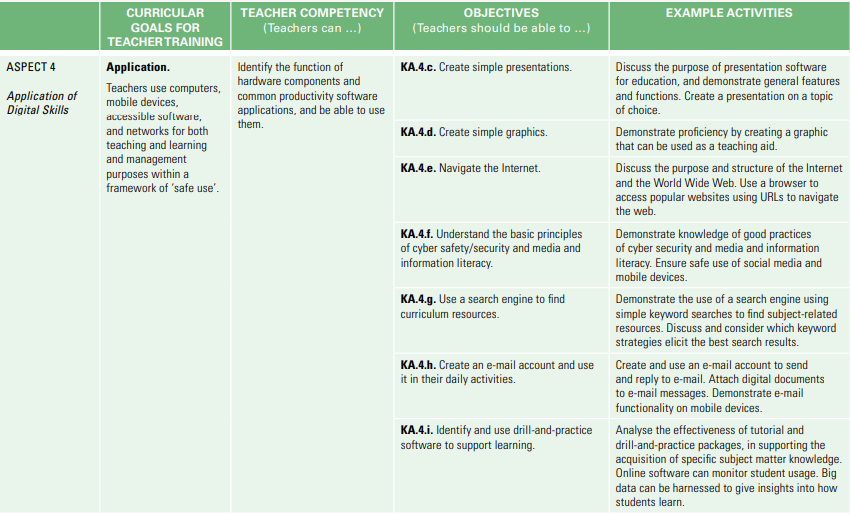 CURRICULAR
GOALS FOR
TEACHER TRAINING
TEACHER COMPETENCY
(Teachers can …)
OBJECTIVES
(Teachers should be able to …)
EXAMPLE ACTIVITIES
ASPECT 4
Application of
Digital Skills
Application.
Teachers use computers,
mobile devices,
accessible software,
and networks for both
teaching and learning
and management
purposes within a
framework of ‘safe use’.
Identify the function of
hardware components and
common productivity software
applications, and be able to use
them.
KA.4.c. Create simple presentations.
Discuss the purpose of presentation software
for education, and demonstrate general features
and functions. Create a presentation on a topic
of choice.
KA.4.d. Create simple graphics.
Demonstrate proficiency by creating a graphic
that can be used as a teaching aid.
KA.4.e. Navigate the Internet.
Discuss the purpose and structure of the Internet
and the World Wide Web. Use a browser to
access popular websites using URLs to navigate
the web.
KA.4.f. Understand the basic principles
of cyber safety/security and media and
information literacy.
Demonstrate knowledge of good practices
of cyber security and media and information
literacy. Ensure safe use of social media and
mobile devices.
KA.4.g. Use a search engine to find
curriculum resources.
Demonstrate the use of a search engine using
simple keyword searches to find subject-related
resources. Discuss and consider which keyword
strategies elicit the best search results.
KA.4.h. Create an e-mail account and use
it in their daily activities.
Create and use an e-mail account to send
and reply to e-mail. Attach digital documents
to e-mail messages. Demonstrate e-mail
functionality on mobile devices.
KA.4.i. Identify and use drill-and-practice
software to support learning.
Analyse the effectiveness of tutorial and
drill-and-practice packages, in supporting the
acquisition of specific subject matter knowledge.
Online software can monitor student usage. Big
data can be harnessed to give insights into how
students learn.